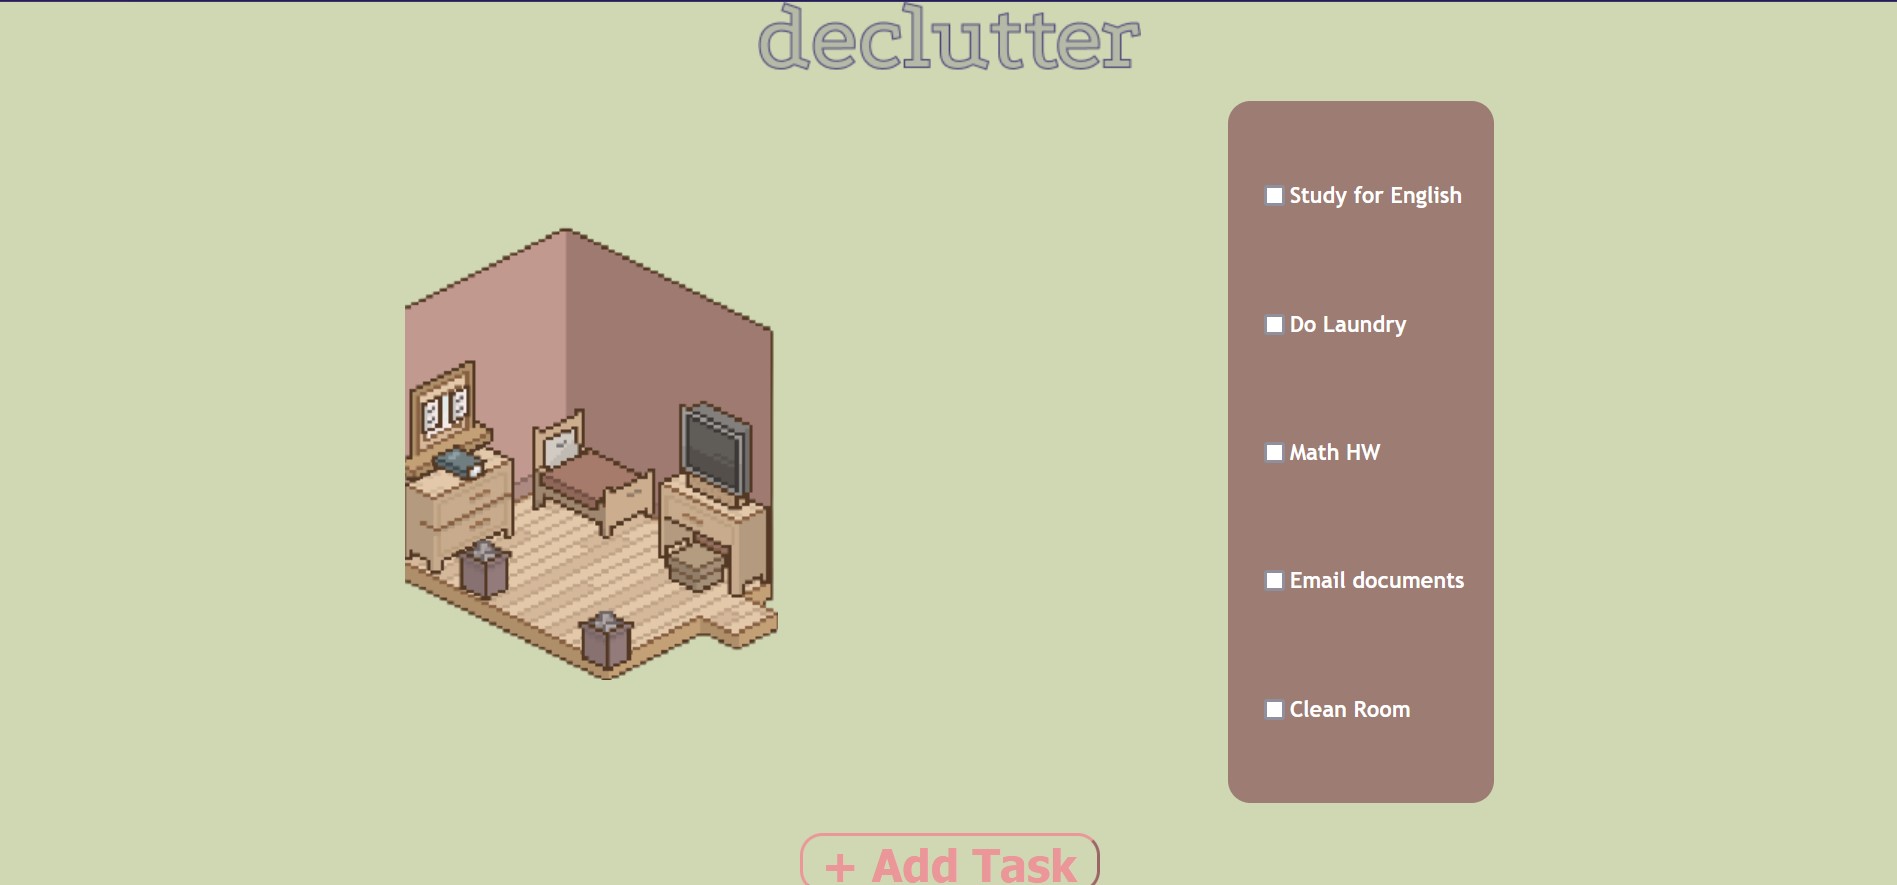 declutter
Study for English
Do Laundry
Math HW
Email documents
Clean Room
+ Add Task